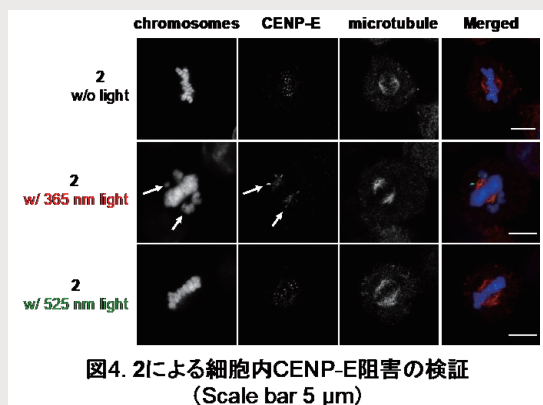 chromosomes CENP-E microtubule Merged
2
w/o light
2
w/ 365 nm light
2
w/ 525 nm light
図4. 2による細胞内CENP-E阻害の検証
(Scale bar 5 μm)